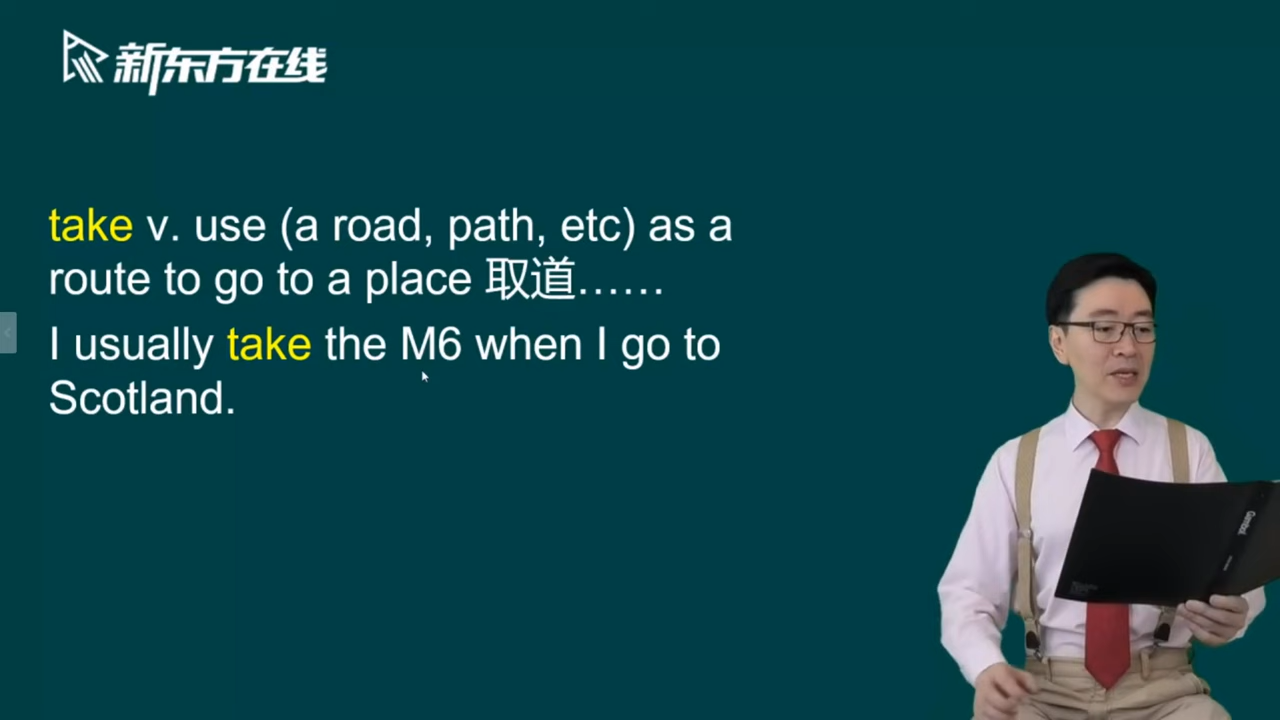 新东方在线
take v. use (a road, path, etc) as a
route to go to a place 取道……
I usually take the M6 when I go to
Scotland.